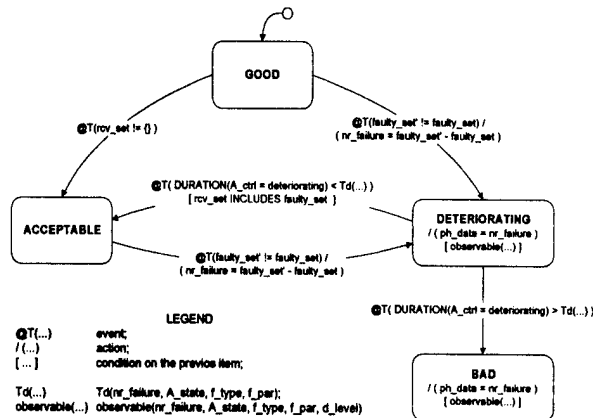 GOOD
@T(rcv_set != {} )
@T(faulty_set' != faulty_set) /
( nr_failure = faulty_set' - faulty_set )
@T( DURATION(A_ctrl = deteriorating) < Td(...) )
[ rcv_set INCLUDES faulty_set ]
ACCEPTABLE
DETERIORATING
/ ( ph_data = nr_failure )
[ observable(...) ]
@T(faulty_set' != faulty_set) /
( nr_failure = faulty_set' - faulty_set )
@T( DURATION(A_ctrl = deteriorating) > Td(...) )
LEGEND
@T(...) event;
/ (...) action;
[ ... ] condition on the previos item;
Td(...) Td(nr_failure, A_state, f_type, f_par);
observable(...) observable(nr_failure, A_state, f_type, f_par, d_level)
BAD
/ ( ph_data = nr_failure )
[ observable(...) ]